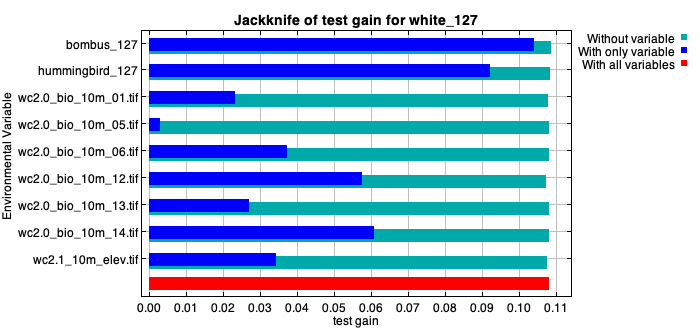 Jackknife of test gain for white_127
Without variable
With only variable
With all variables
Environmental Variable
bombus_127
hummingbird_127
wc2.0_bio_10m_01.tif
wc2.0_bio_10m_05.tif
wc2.0_bio_10m_06.tif
wc2.0_bio_10m_12.tif
wc2.0_bio_10m_13.tif
wc2.0_bio_10m_14.tif
wc2.1_10m_elev.tif
0.00 0.01 0.02 0.03 0.04 0.05 0.06 0.07 0.08 0.09 0.10 0.11
test gain